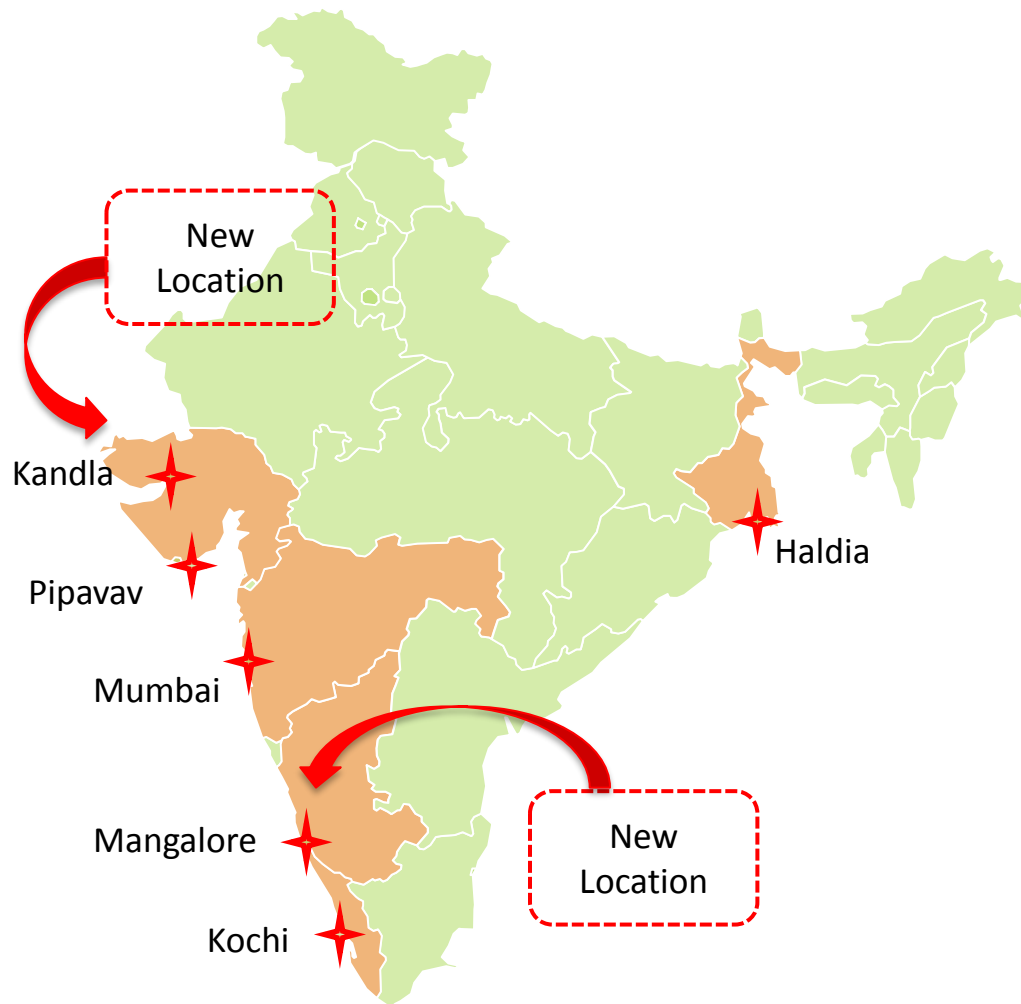 New
Location
Kandla
Haldia
Pipavav
Mumbai
Mangalore
New
Location
Kochi